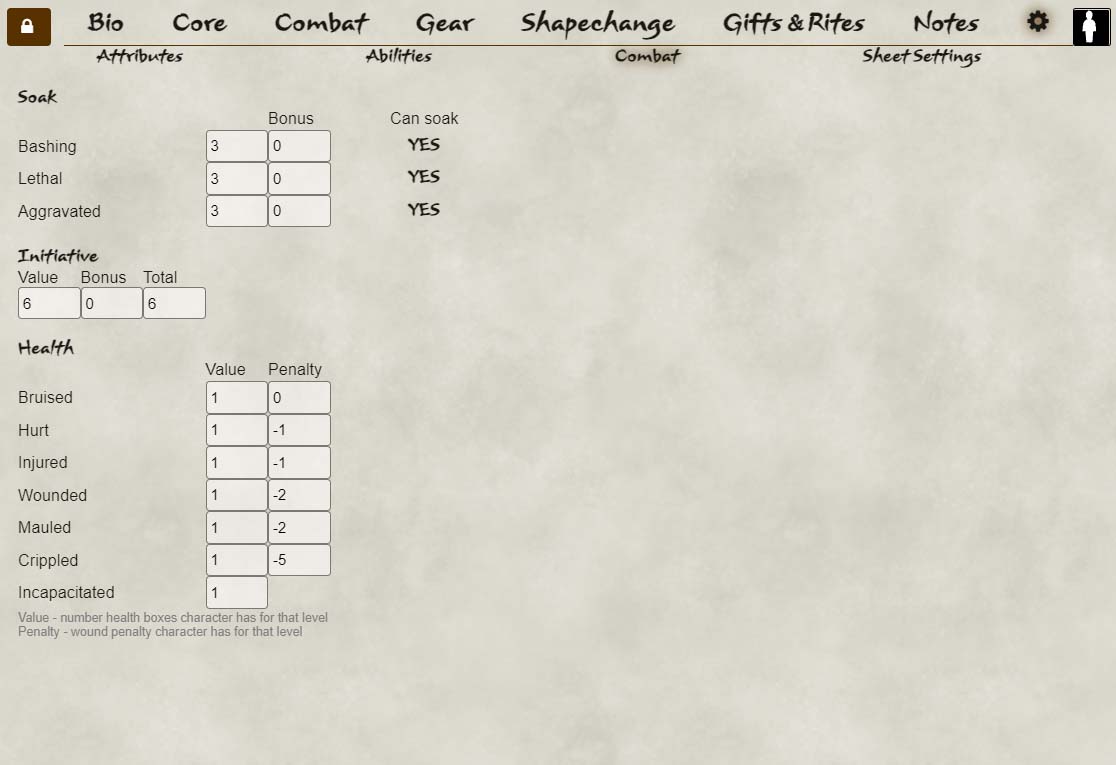 Bio Core Combat Gear Shapechange Gifts & Rites Notes
Attributes Abilities Combat Sheet Settings
Soak
Bonus Can soak
Bashing 3 0 YES
Lethal 3 0 YES
Aggravated 3 0 YES
Initiative
Value Bonus Total
6 0 6
Health
Value Penalty
Bruised 1 0
Hurt 1 -1
Injured 1 -1
Wounded 1 -2
Mauled 1 -2
Crippled 1 -5
Incapacitated 1
Value - number health boxes character has for that level
Penalty - wound penalty character has for that level